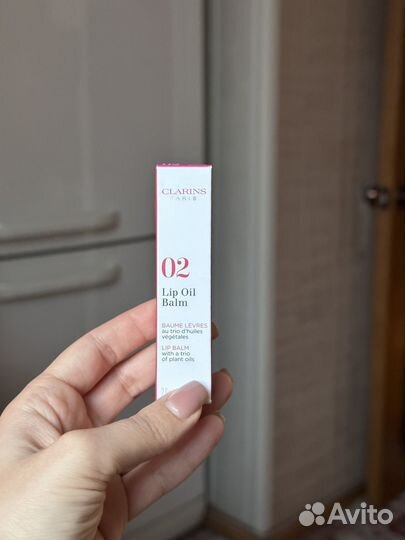 CLARINS
PARIS
02
Lip Oil
Balm
BAUME LÈVRES
au trio d'huiles
végétales
LIP BALM
with a trio
of plant oils
Avito